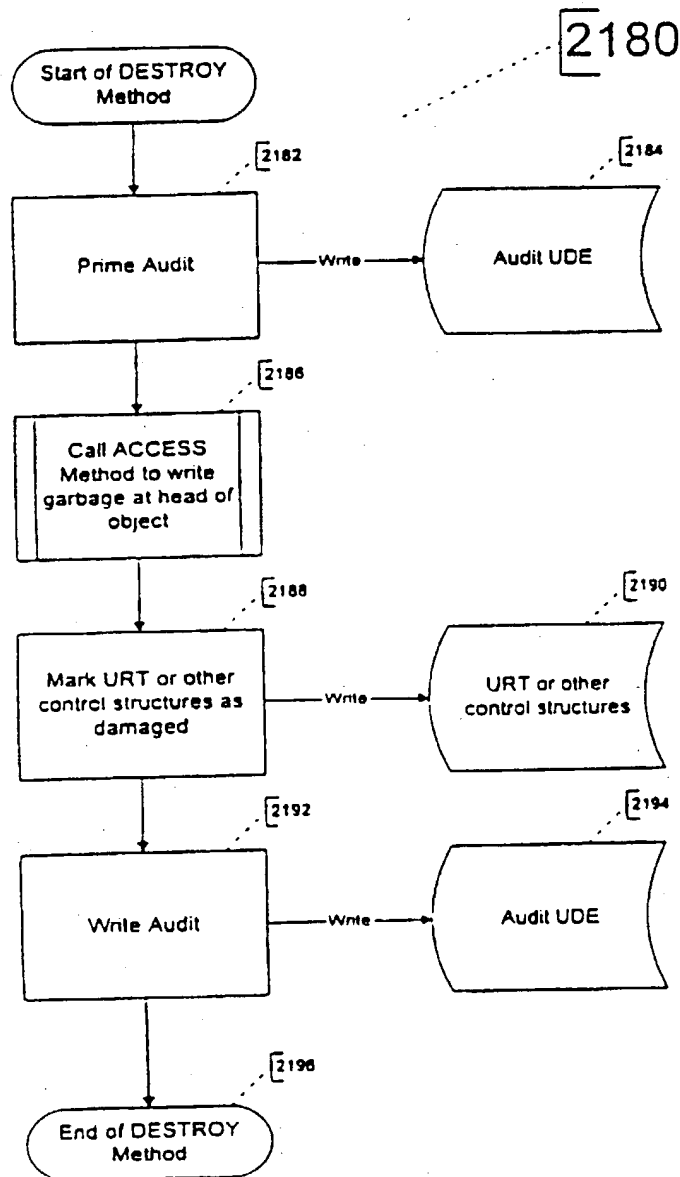 2180
Start of DESTROY
Method
2182
2184
Prime Audit
Write
Audit UDE
2186
Call ACCESS
Method to write
garbage at head of
object
2188
2190
Mark URT or other
control structures as
damaged
Write
URT or other
control structures
2192
2194
Write Audit
Write
Audit UDE
2196
End of DESTROY
Method